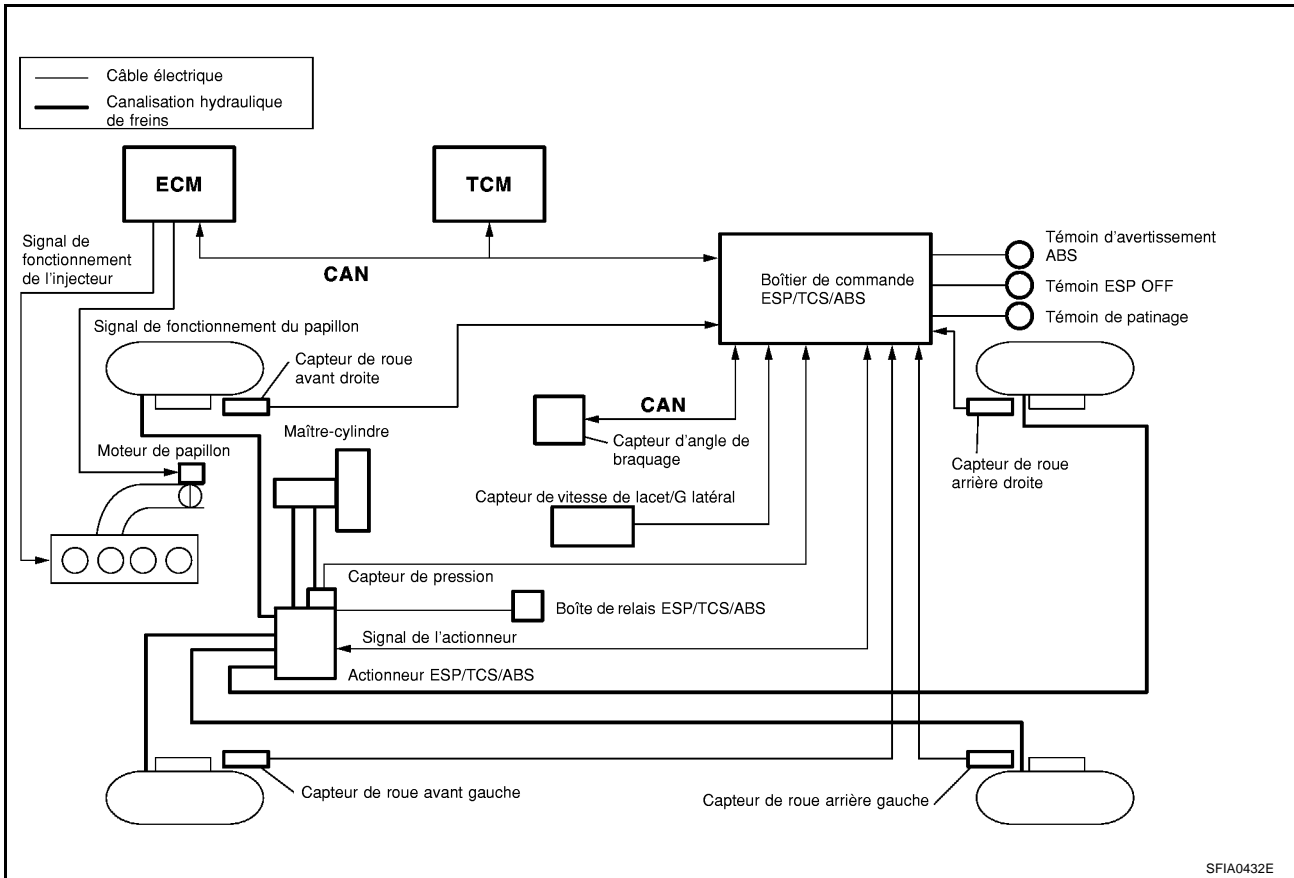 Câble électrique
Canalisation hydraulique
de freins
ECM
TCM
Signal de
fonctionnement
de l'injecteur
CAN
Boîtier de commande
ESP/TCS/ABS
Témoin d'avertissement
ABS
Témoin ESP OFF
Témoin de patinage
Signal de fonctionnement du papillon
Capteur de roue
avant droite
CAN
Maître-cylindre
Capteur d'angle de
braquage
Moteur de papillon
Capteur de roue
arrière droite
Capteur de vitesse de lacet/G latéral
Capteur de pression
Boîte de relais ESP/TCS/ABS
Signal de l'actionneur
Actionneur ESP/TCS/ABS
Capteur de roue avant gauche
Capteur de roue arrière gauche
SFIA0432E